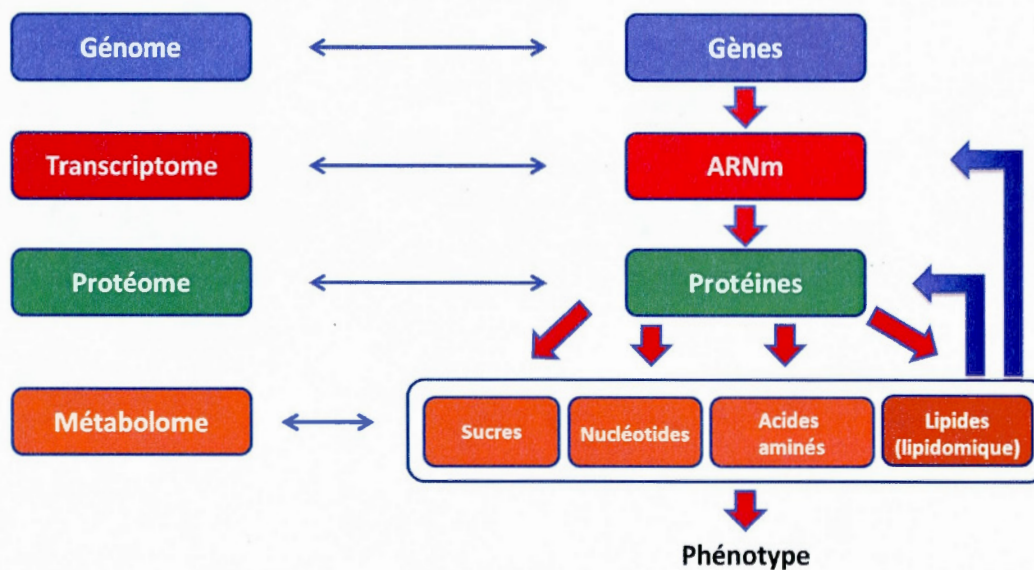 Génome
Gènes
Transcriptome
ARNm
Protéome
Protéines
Métabolome
Sucres
Nucléotides
Acides
aminés
Lipides
(lipidomique)
Phénotype